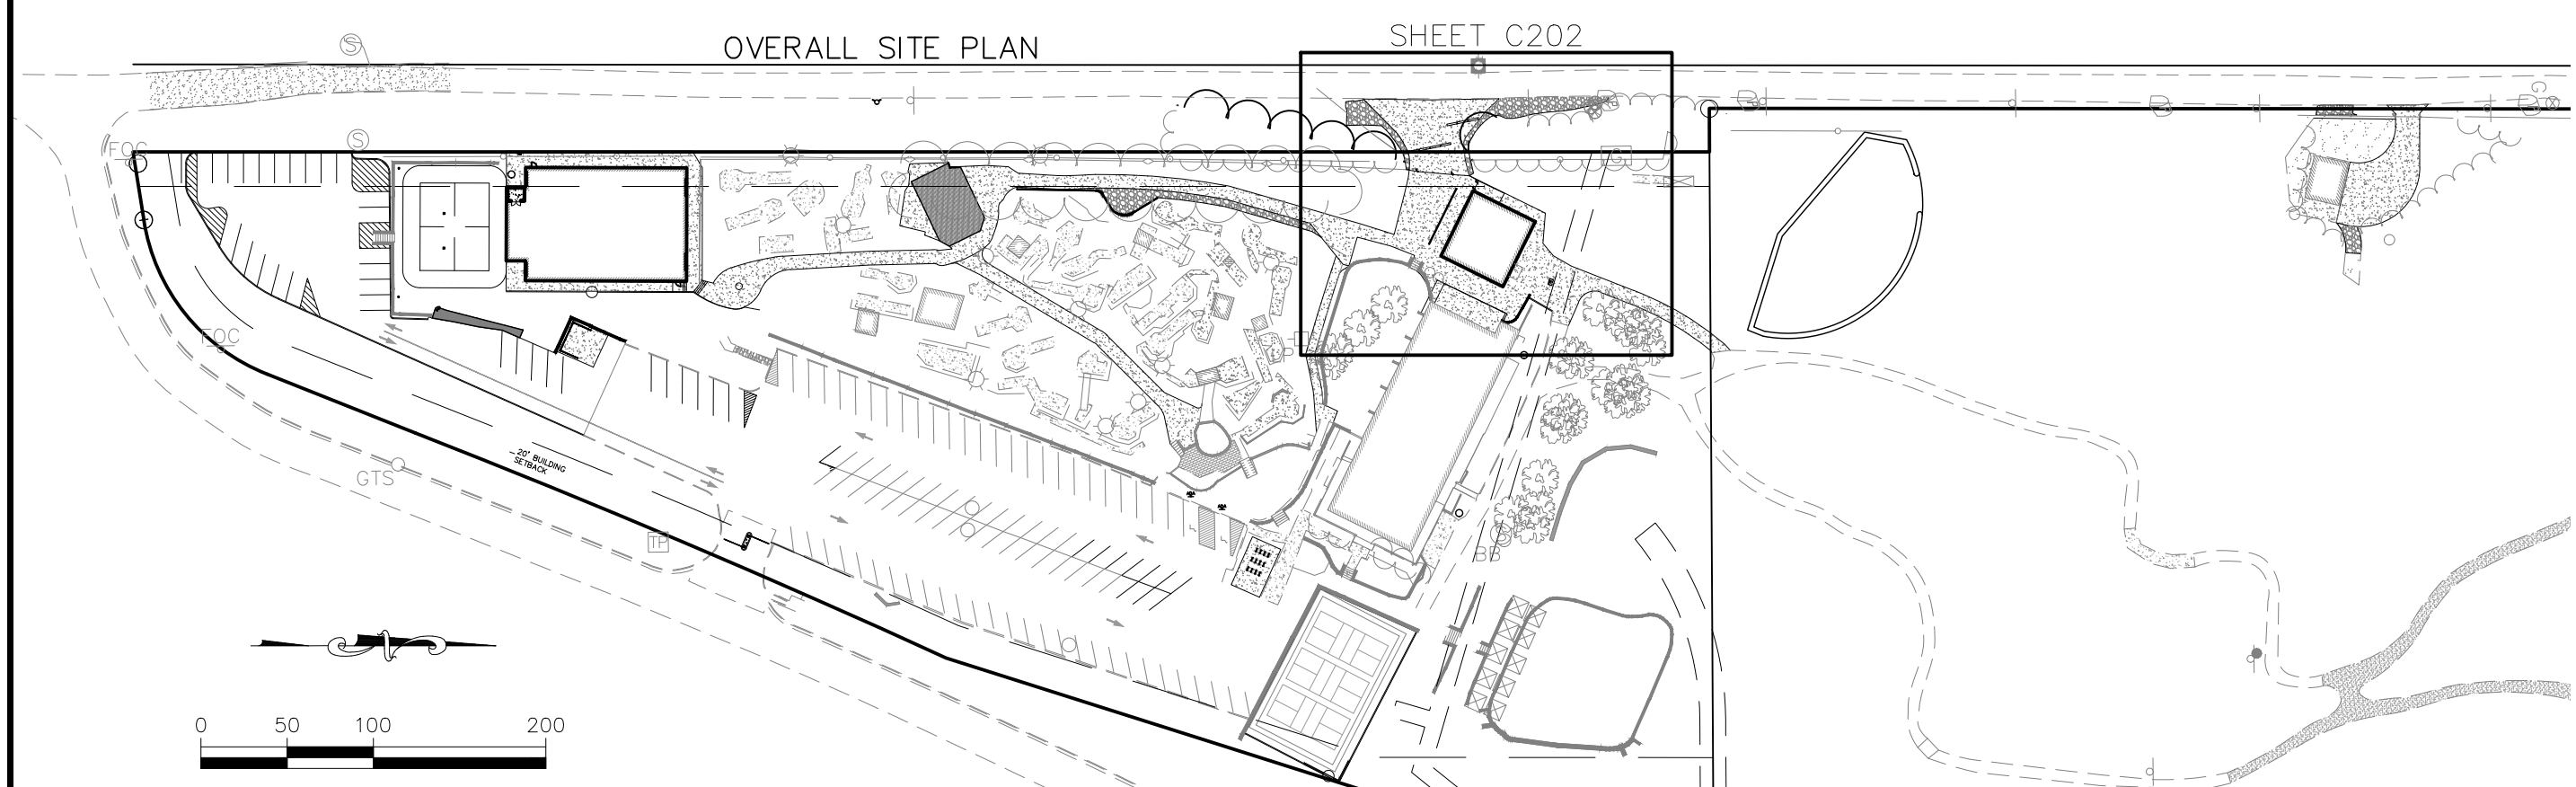 SHEET C202
OVERALL SITE PLAN
S
S
FOC
G
FOC
20' BUILDING
SETBACK
GTS
TP
BB
0 50 100 200